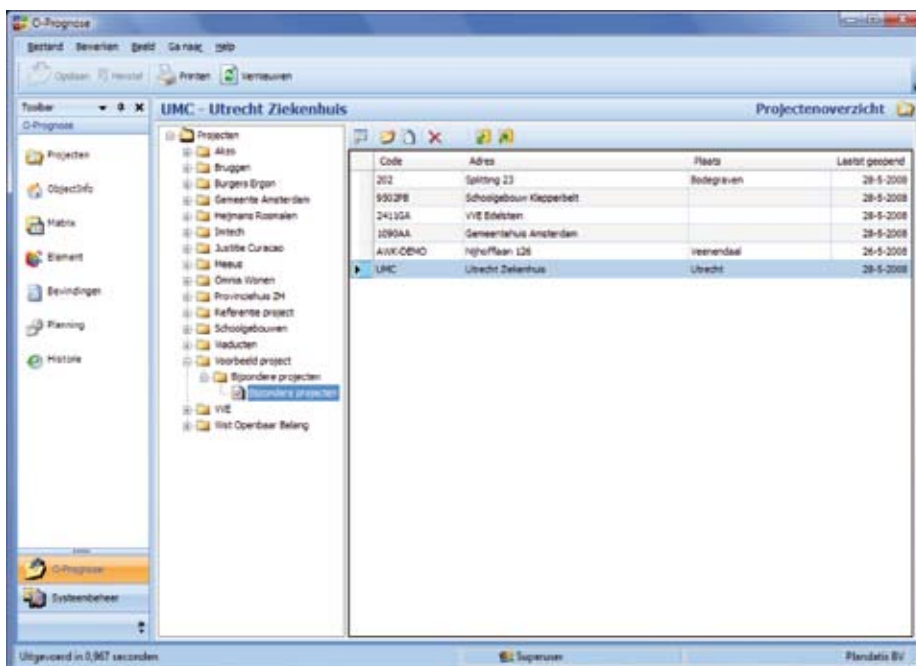 O-Prognose
Bestand Bewerken Beeld Ga naar Help
Opslaan Herstel Printen Vernieuwen
Toolbar
O-Prognose
Projecten
ObjectInfo
Matrix
Element
Bevindingen
Planning
Historie
O-Prognose
Systeembeheer
UMC - Utrecht Ziekenhuis
Projectenoverzicht
Projecten
Akzo
Bruggen
Burgers Ergon
Gemeente Amsterdam
Heijmans Rosmalen
Imtech
Justitie Curacao
Heeus
Omnia Wonen
Provinciehuis ZH
Referentie project
Schoolgebouwen
Viaducten
Voorbeeld project
Bijzondere projecten
Bijzondere projecten
VVE
Wst Openbaar Belang
Code Adres Plaats Laatst geopend
202 Splitting 23 Bodegraven 28-5-2008
9502PB Schoolgebouw Klepperbelt 28-5-2008
2411GA VVE Edelstein 28-5-2008
1090AA Gemeentehuis Amsterdam 28-5-2008
AWK-DEMO Nijhofflaan 126 Veenendaal 26-5-2008
UMC Utrecht Ziekenhuis Utrecht 28-5-2008
Uitgevoerd in 0,967 seconden
Superuser
Plandatis BV